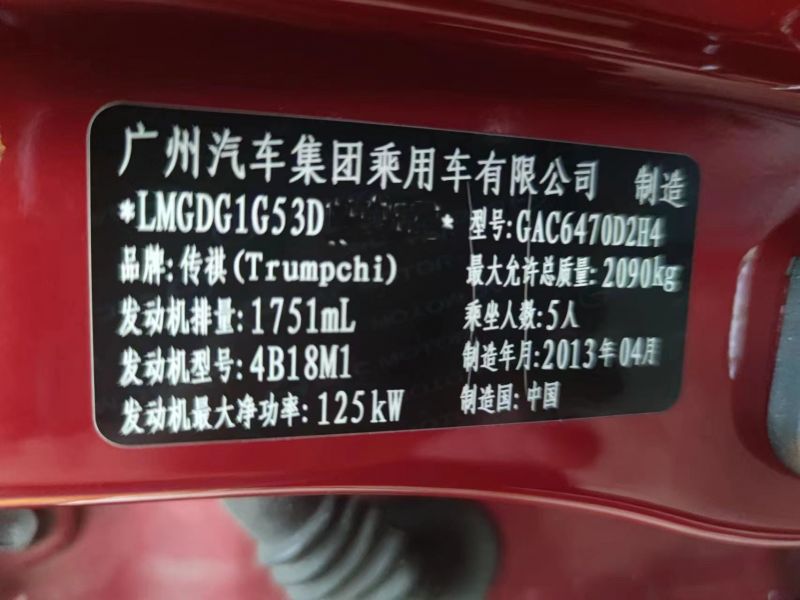 广州汽车集团乘用车有限公司 制造
*LMGDG1G53D * 型号:GAC6470D2H4
品牌:传祺(Trumpchi) 最大允许总质量:2090kg
发动机排量:1751mL 乘坐人数:5人
发动机型号:4B18M1 制造年月:2013年04月
发动机最大净功率:125kW 制造国:中国